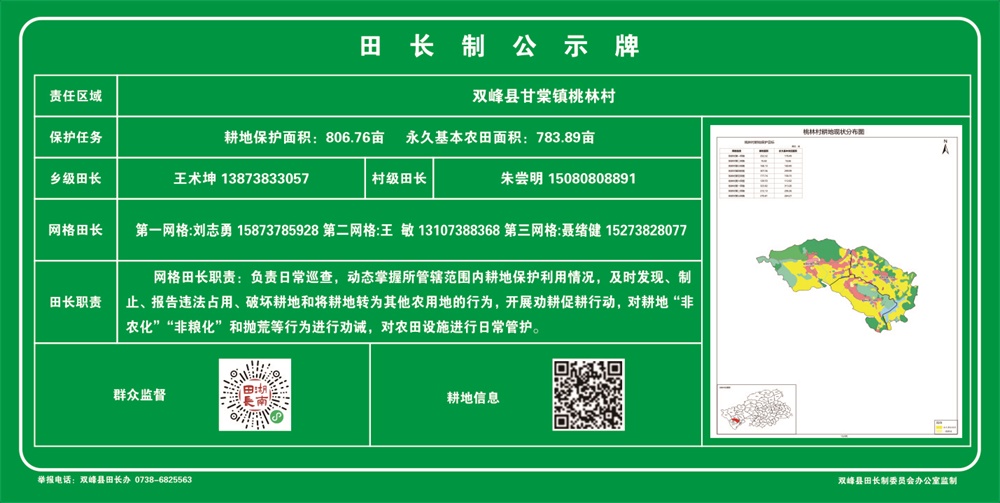 田长制公示牌
责任区域
双峰县甘棠镇桃林村
保护任务
耕地保护面积：806.76亩 永久基本农田面积：783.89亩
乡级田长
王术坤 13873833057
村级田长
朱尝明 15080808891
网格田长
第一网格:刘志勇 15873785928 第二网格:王 敏 13107388368 第三网格:聂绪健 15273828077
田长职责
网格田长职责：负责日常巡查，动态掌握所管辖范围内耕地保护利用情况，及时发现、制
止、报告违法占用、破坏耕地和将耕地转为其他农用地的行为，开展劝耕促耕行动，对耕地“非
农化”“非粮化”和抛荒等行为进行劝诫，对农田设施进行日常管护。
群众监督
湖南田长
耕地信息
桃林村耕地现状分布图
N
举报电话：双峰县田长办 0738-6825563
双峰县田长制委员会办公室监制